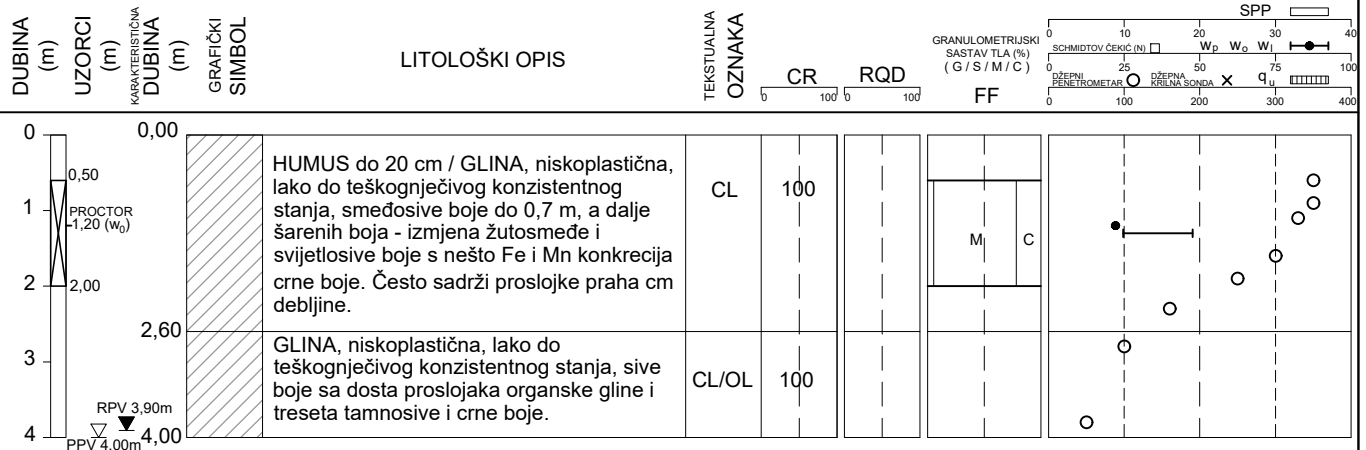 DUBINA
(m)
UZORCI
(m)
KARAKTERISTIČNA
DUBINA
(m)
GRAFIČKI
SIMBOL
LITOLOŠKI OPIS
TEKSTUALNA
OZNAKA
CR
0 100
RQD
0 100
GRANULOMETRIJSKI
SASTAV TLA (%)
( G / S / M / C )
FF
SPP
0 10 20 30 40
SCHMIDTOV ČEKIĆ (N) wp wo wl
0 25 50 75 100
DŽEPNI PENETROMETAR DŽEPNA KRILNA SONDA qu
0 100 200 300 400
0
1
2
3
4
0,50
PROCTOR
1,20 (w0)
2,00
RPV 3,90m
PPV 4,00m
0,00
2,60
4,00
HUMUS do 20 cm / GLINA, niskoplastična,
lako do teškognječivog konzistentnog
stanja, smeđosive boje do 0,7 m, a dalje
šarenih boja - izmjena žutosmeđe i
svijetlosive boje s nešto Fe i Mn konkrecija
crne boje. Često sadrži proslojke praha cm
debljine.
CL
100
M C
GLINA, niskoplastična, lako do
teškognječivog konzistentnog stanja, sive
boje sa dosta proslojaka organske gline i
treseta tamnosive i crne boje.
CL/OL
100